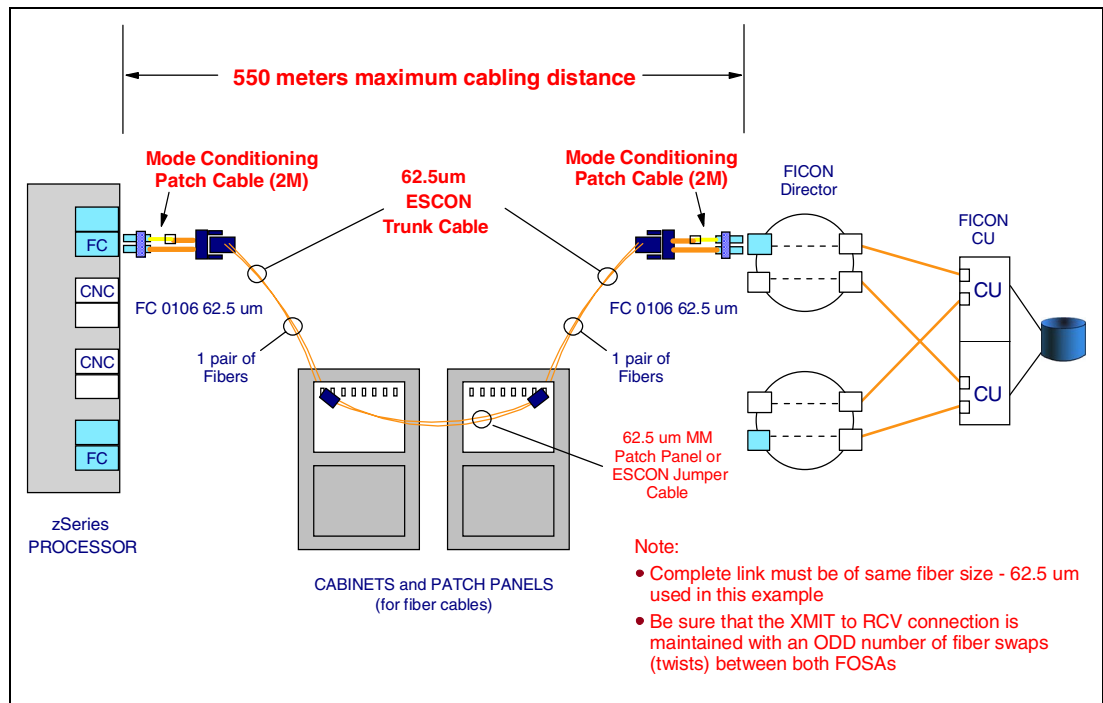 550 meters maximum cabling distance
Mode Conditioning
Patch Cable (2M)
62.5um
ESCON
Trunk Cable
Mode Conditioning
Patch Cable (2M)
FICON
Director
FICON
CU
FC
CNC
CNC
FC
FC 0106 62.5 um
FC 0106 62.5 um
1 pair of
Fibers
1 pair of
Fibers
CU
CU
62.5 um MM
Patch Panel or
ESCON Jumper
Cable
zSeries
PROCESSOR
CABINETS and PATCH PANELS
(for fiber cables)
Note:
• Complete link must be of same fiber size - 62.5 um
used in this example
• Be sure that the XMIT to RCV connection is
maintained with an ODD number of fiber swaps
(twists) between both FOSAs